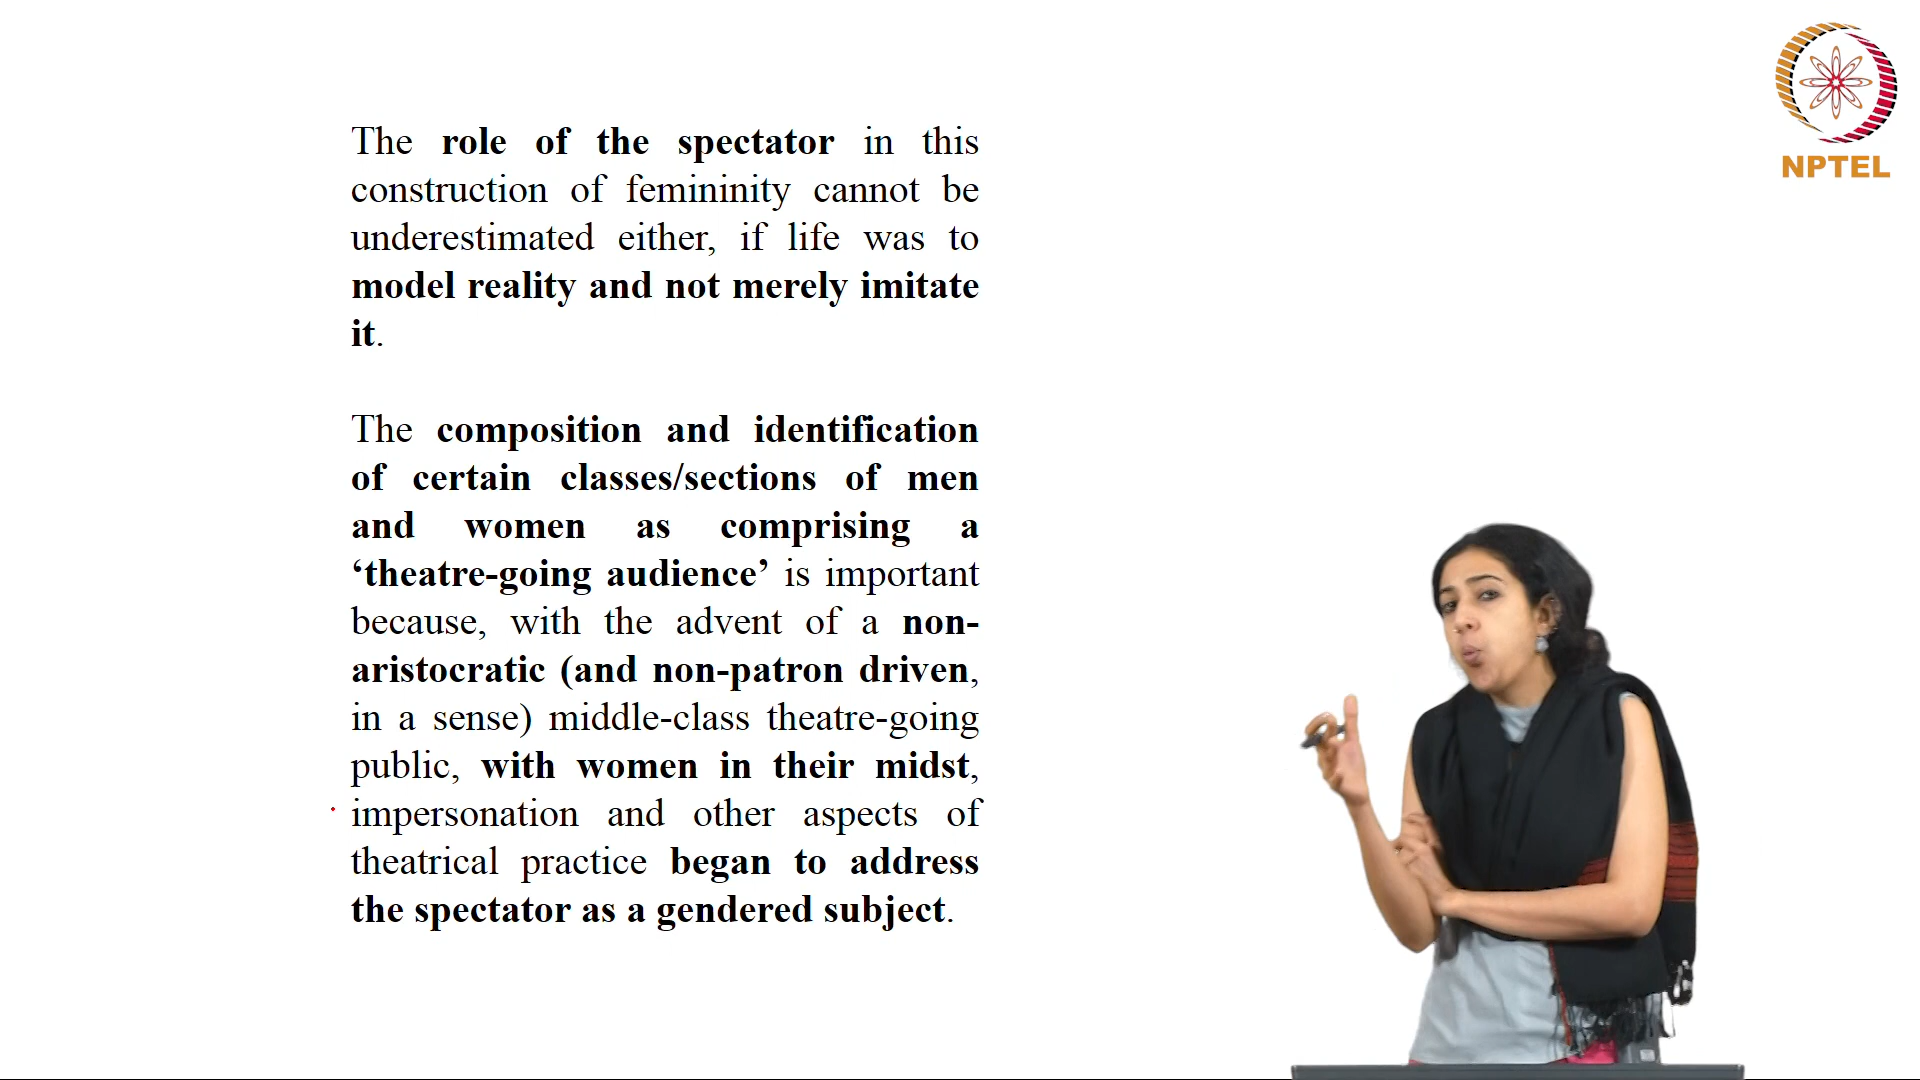 The role of the spectator in this
construction of femininity cannot be
underestimated either, if life was to
model reality and not merely imitate
it.
The composition and identification
of certain classes/sections of men
and women as comprising a
‘theatre-going audience’ is important
because, with the advent of a non-
aristocratic (and non-patron driven,
in a sense) middle-class theatre-going
public, with women in their midst,
impersonation and other aspects of
theatrical practice began to address
the spectator as a gendered subject.
NPTEL